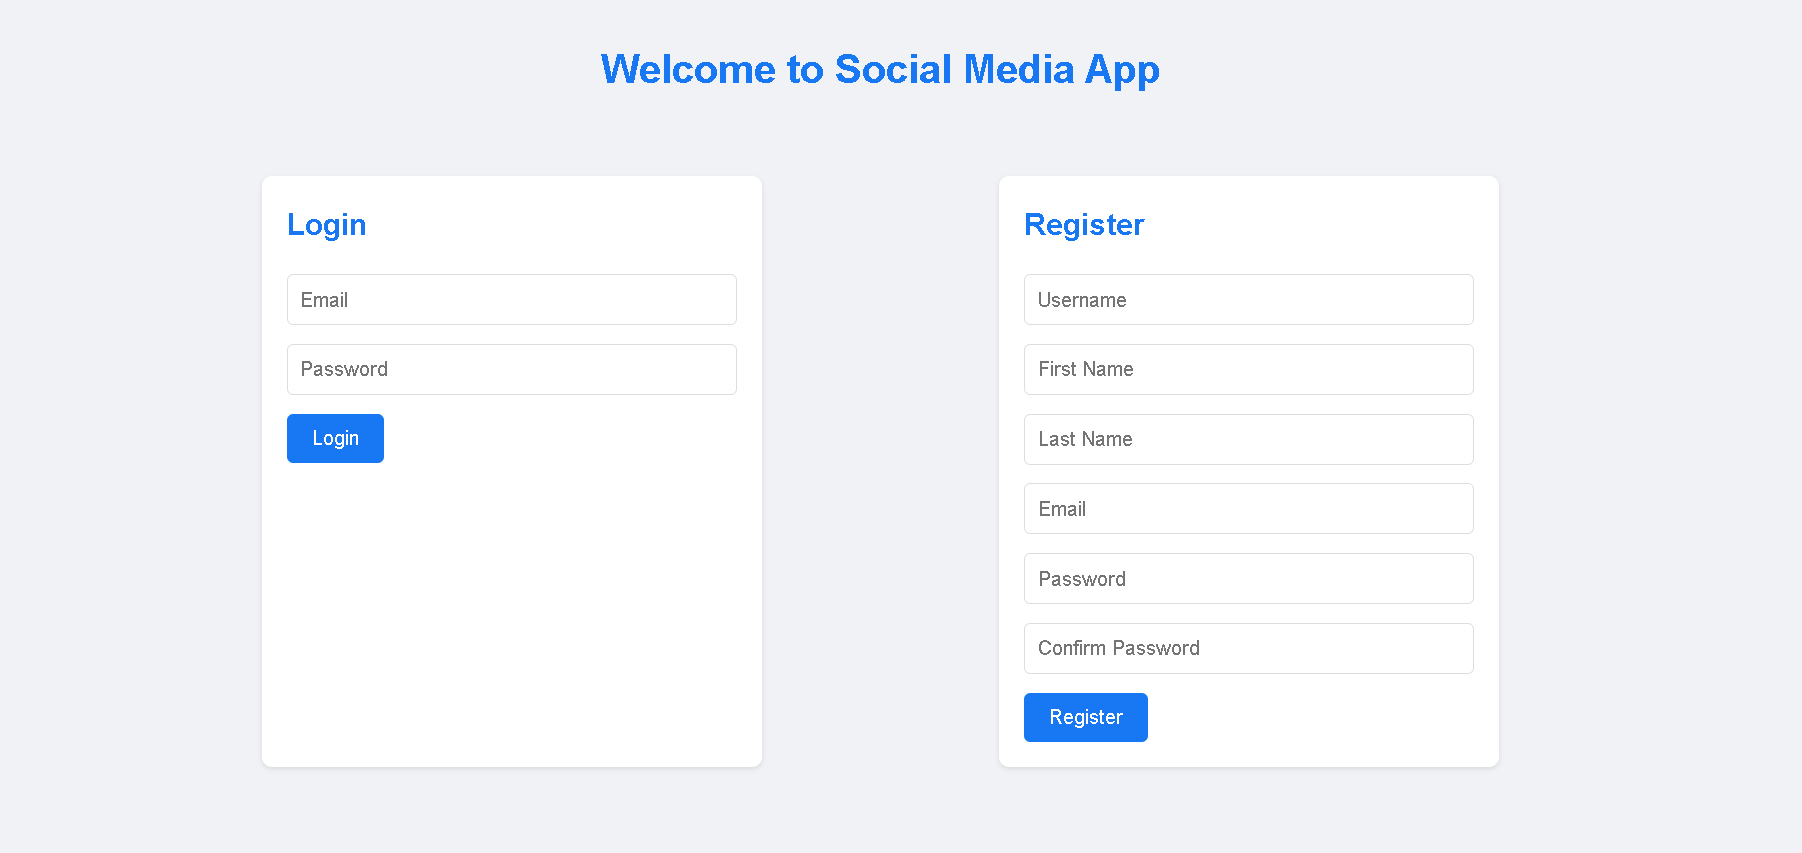 Welcome to Social Media App
Login
Email
Password
Login
Register
Username
First Name
Last Name
Email
Password
Confirm Password
Register